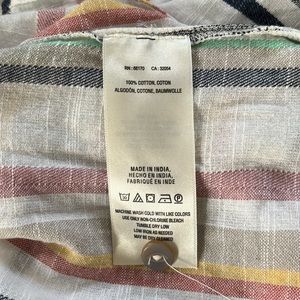 RN : 66170 CA : 32054
100% COTTON, COTON
ALGODÓN, COTONE, BAUMWOLLE
MADE IN INDIA,
HECHO EN INDIA,
FABRIQUÉ EN INDE
MACHINE WASH COLD WITH LIKE COLORS
USE ONLY NON-CHLORINE BLEACH
TUMBLE DRY LOW
LOW IRON AS NEEDED
MAY BE DRY CLEANED